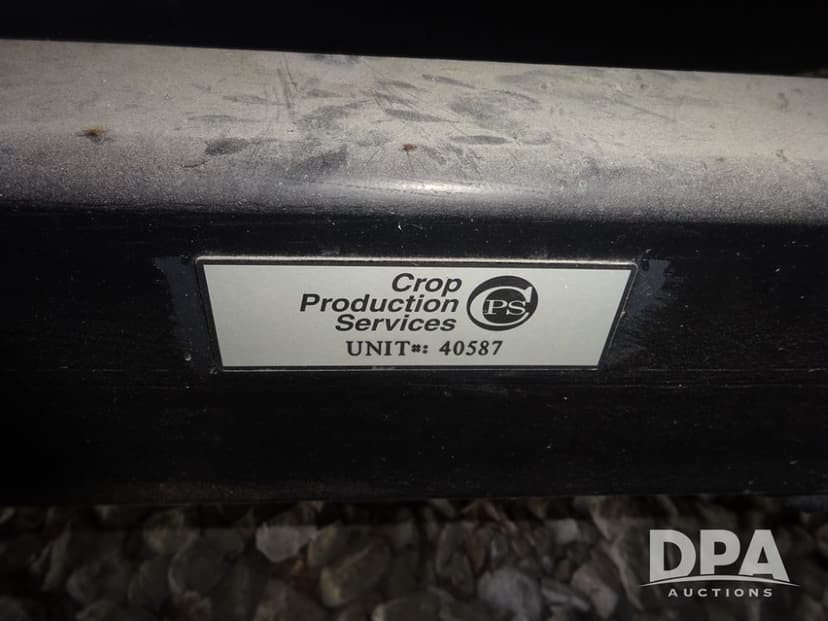 Crop
Production
Services
CPS
UNIT#: 40587
DPA
AUCTIONS